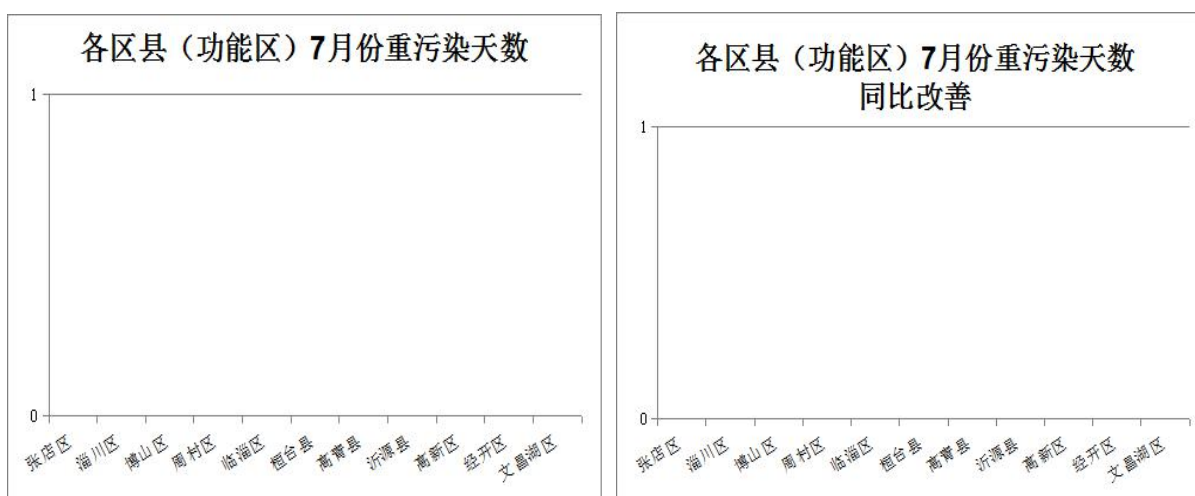 各区县（功能区）7月份重污染天数
1
0
张店区
淄川区
博山区
周村区
临淄区
桓台县
高青县
沂源县
高新区
经开区
文昌湖区
各区县（功能区）7月份重污染天数
同比改善
1
0
张店区
淄川区
博山区
周村区
临淄区
桓台县
高青县
沂源县
高新区
经开区
文昌湖区